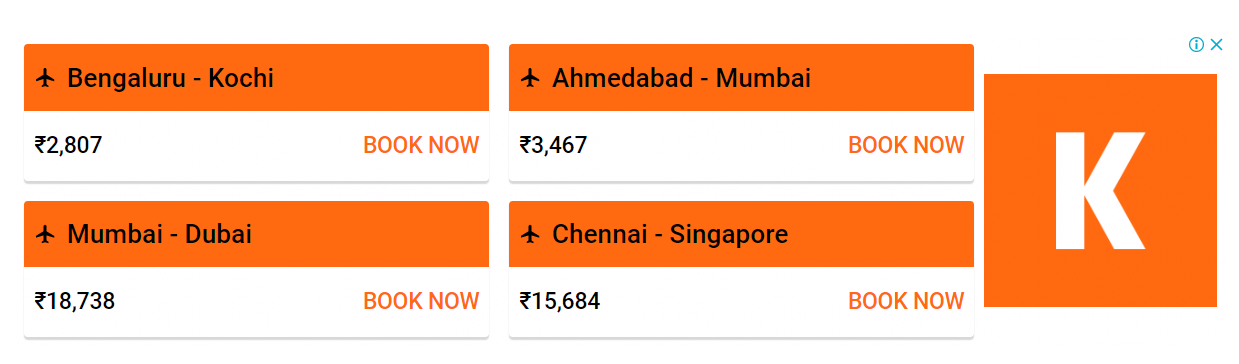 Bengaluru - Kochi
₹2,807 BOOK NOW
Ahmedabad - Mumbai
₹3,467 BOOK NOW
Mumbai - Dubai
₹18,738 BOOK NOW
Chennai - Singapore
₹15,684 BOOK NOW
K